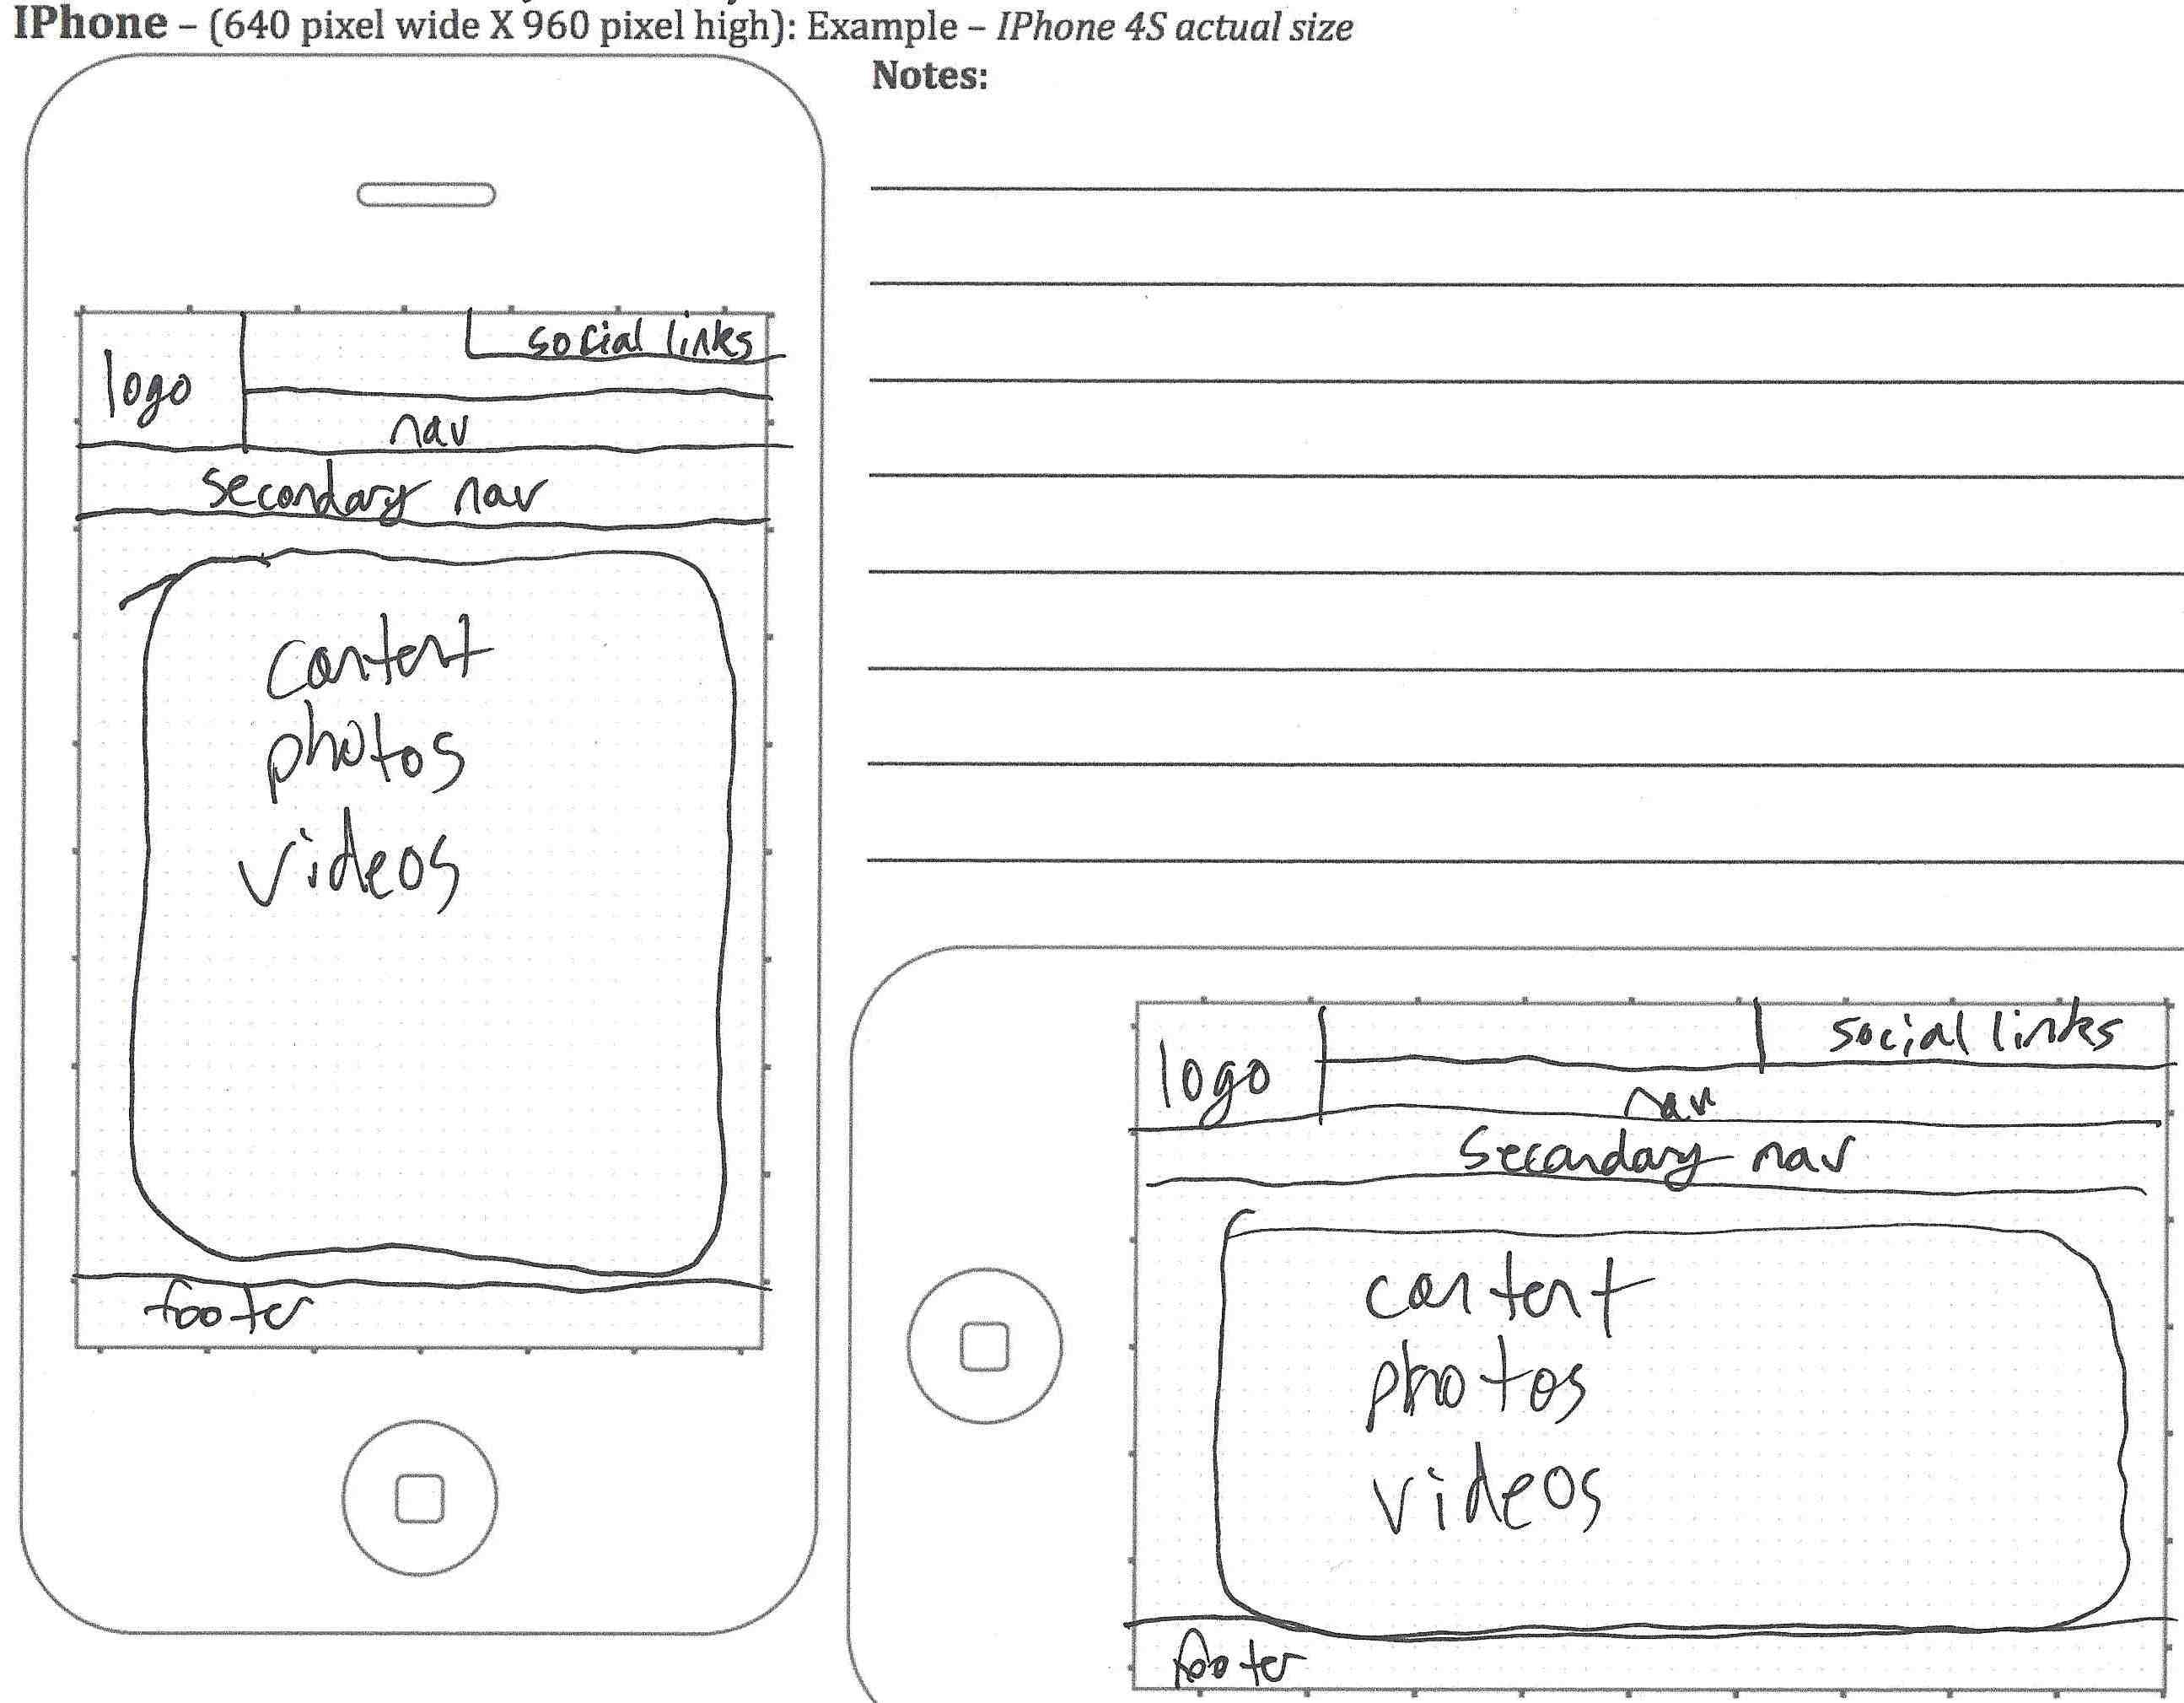 IPhone – (640 pixel wide X 960 pixel high): Example – IPhone 4S actual size
Notes:
social links
logo
nav
secondary nav
content
photos
videos
footer
social links
logo
nav
Secondary nav
content
photos
videos
footer